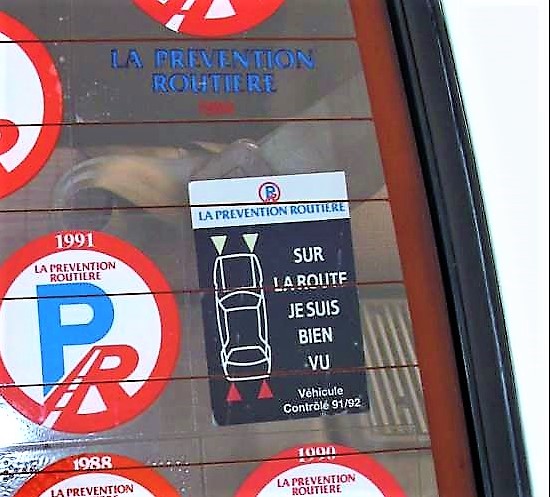 LA PREVENTION
ROUTIERE
LA PREVENTION ROUTIERE
SUR
LA ROUTE
JE SUIS
BIEN
VU
Véhicule
Contrôlé 91/92
1991
LA PREVENTION
ROUTIERE
PR
1988
LA PREVENTION
1990
LA PREVENTION
ROUTIERE